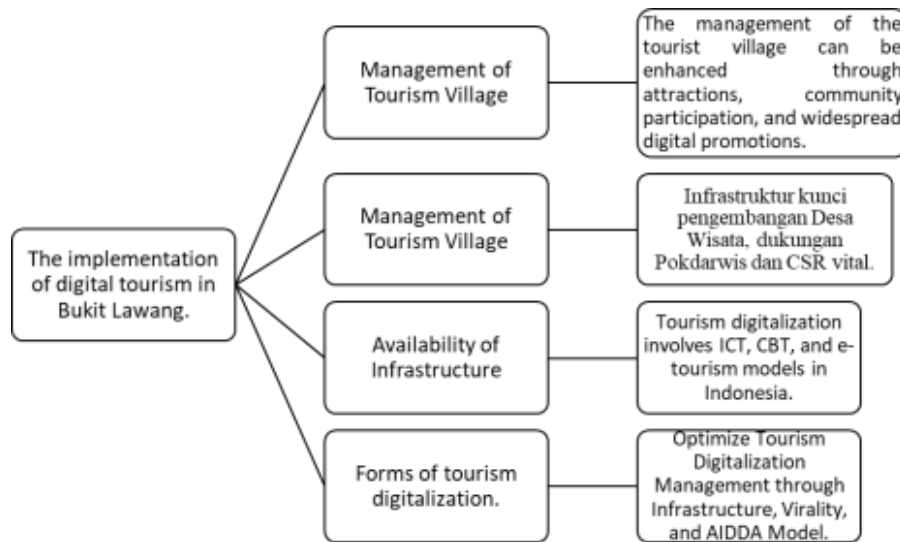 The implementation
of digital tourism in
Bukit Lawang.
Management of
Tourism Village
The management of the
tourist village can be
enhanced through
attractions, community
participation, and widespread
digital promotions.
Management of
Tourism Village
Infrastruktur kunci
pengembangan Desa
Wisata, dukungan
Pokdarwis dan CSR vital.
Availability of
Infrastructure
Tourism digitalization
involves ICT, CBT, and e-
tourism models in
Indonesia.
Forms of tourism
digitalization.
Optimize Tourism
Digitalization
Management through
Infrastructure, Virality,
and AIDDA Model.